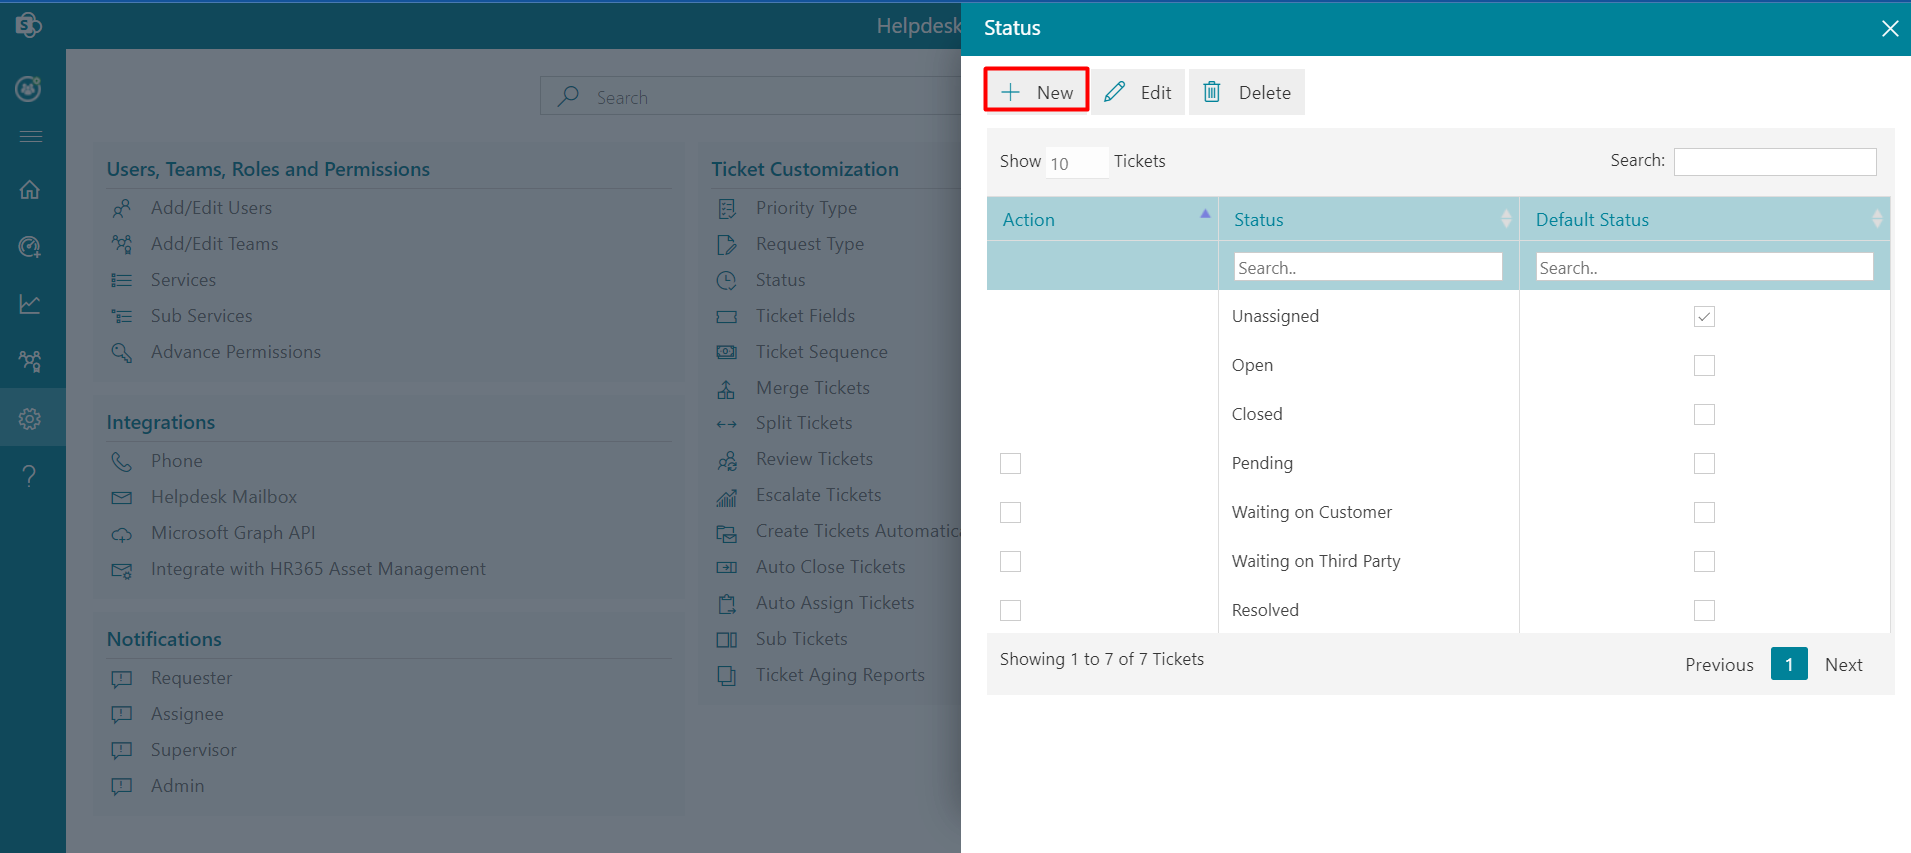 Helpdesk
Search
Users, Teams, Roles and Permissions
Add/Edit Users
Add/Edit Teams
Services
Sub Services
Advance Permissions
Integrations
Phone
Helpdesk Mailbox
Microsoft Graph API
Integrate with HR365 Asset Management
Notifications
Requester
Assignee
Supervisor
Admin
Ticket Customization
Priority Type
Request Type
Status
Ticket Fields
Ticket Sequence
Merge Tickets
Split Tickets
Review Tickets
Escalate Tickets
Create Tickets Automatica
Auto Close Tickets
Auto Assign Tickets
Sub Tickets
Ticket Aging Reports
Status
New Edit Delete
Show 10 Tickets Search:
Action Status Default Status
Search.. Search..
Unassigned
Open
Closed
Pending
Waiting on Customer
Waiting on Third Party
Resolved
Showing 1 to 7 of 7 Tickets
Previous 1 Next